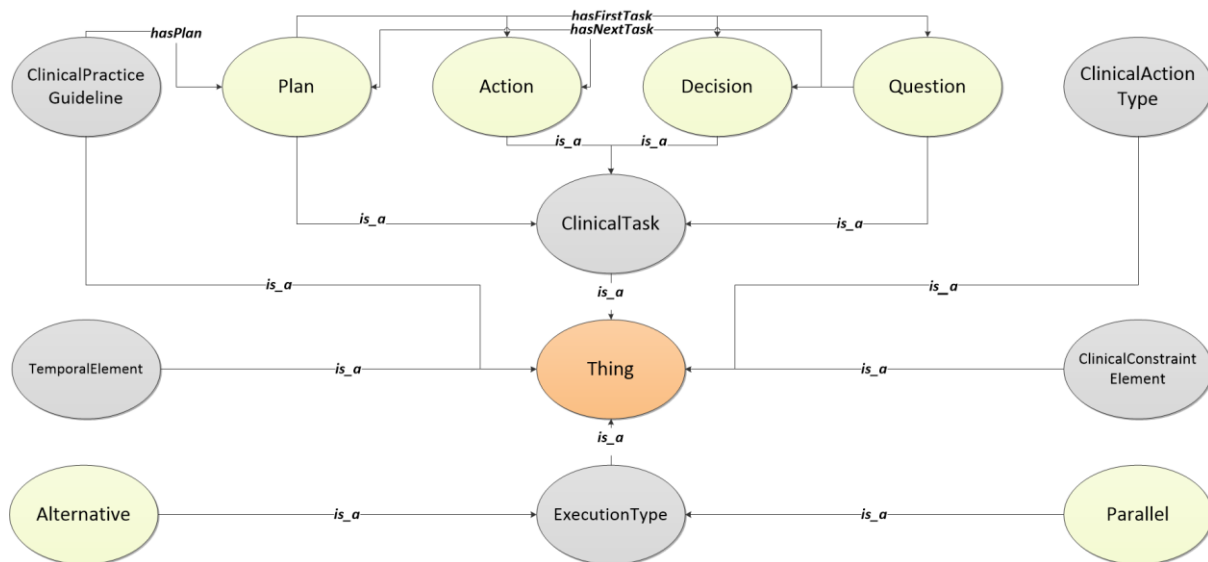 hasFirstTask
hasPlan
hasNextTask
ClinicalPractice
Guideline
Plan
Action
Decision
Question
ClinicalAction
Type
is_a
is_a
ClinicalTask
is_a
is_a
is_a
is_a
is_a
TemporalElement
is_a
Thing
is_a
ClinicalConstraint
Element
is_a
Alternative
is_a
ExecutionType
is_a
Parallel